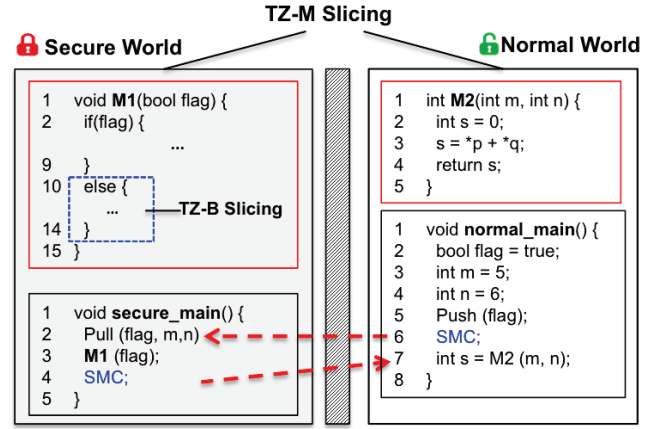 TZ-M Slicing
Secure World
1 void M1(bool flag) {
2 if(flag) {
...
9 }
10 else {
...
14 }
15 }
TZ-B Slicing
1 void secure_main() {
2 Pull (flag, m,n)
3 M1 (flag);
4 SMC;
5 }
Normal World
1 int M2(int m, int n) {
2 int s = 0;
3 s = *p + *q;
4 return s;
5 }
1 void normal_main() {
2 bool flag = true;
3 int m = 5;
4 int n = 6;
5 Push (flag);
6 SMC;
7 int s = M2 (m, n);
8 }